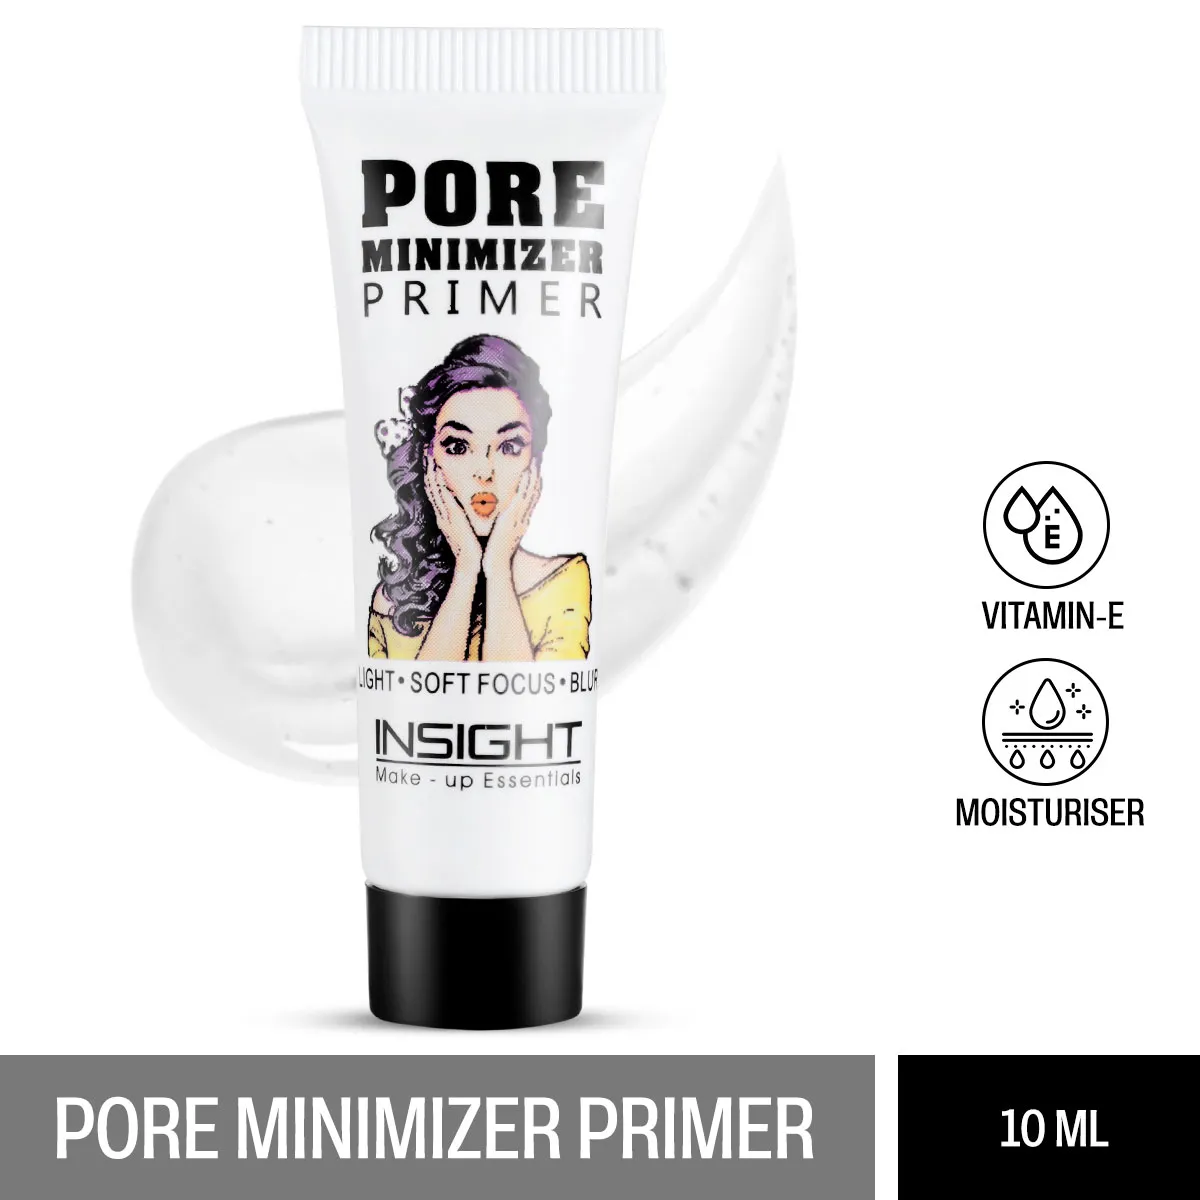 PORE
MINIMIZER
PRIMER
LIGHT • SOFT FOCUS • BLUR
INSIGHT
Make - up Essentials
E
VITAMIN-E
MOISTURISER
PORE MINIMIZER PRIMER
10 ML